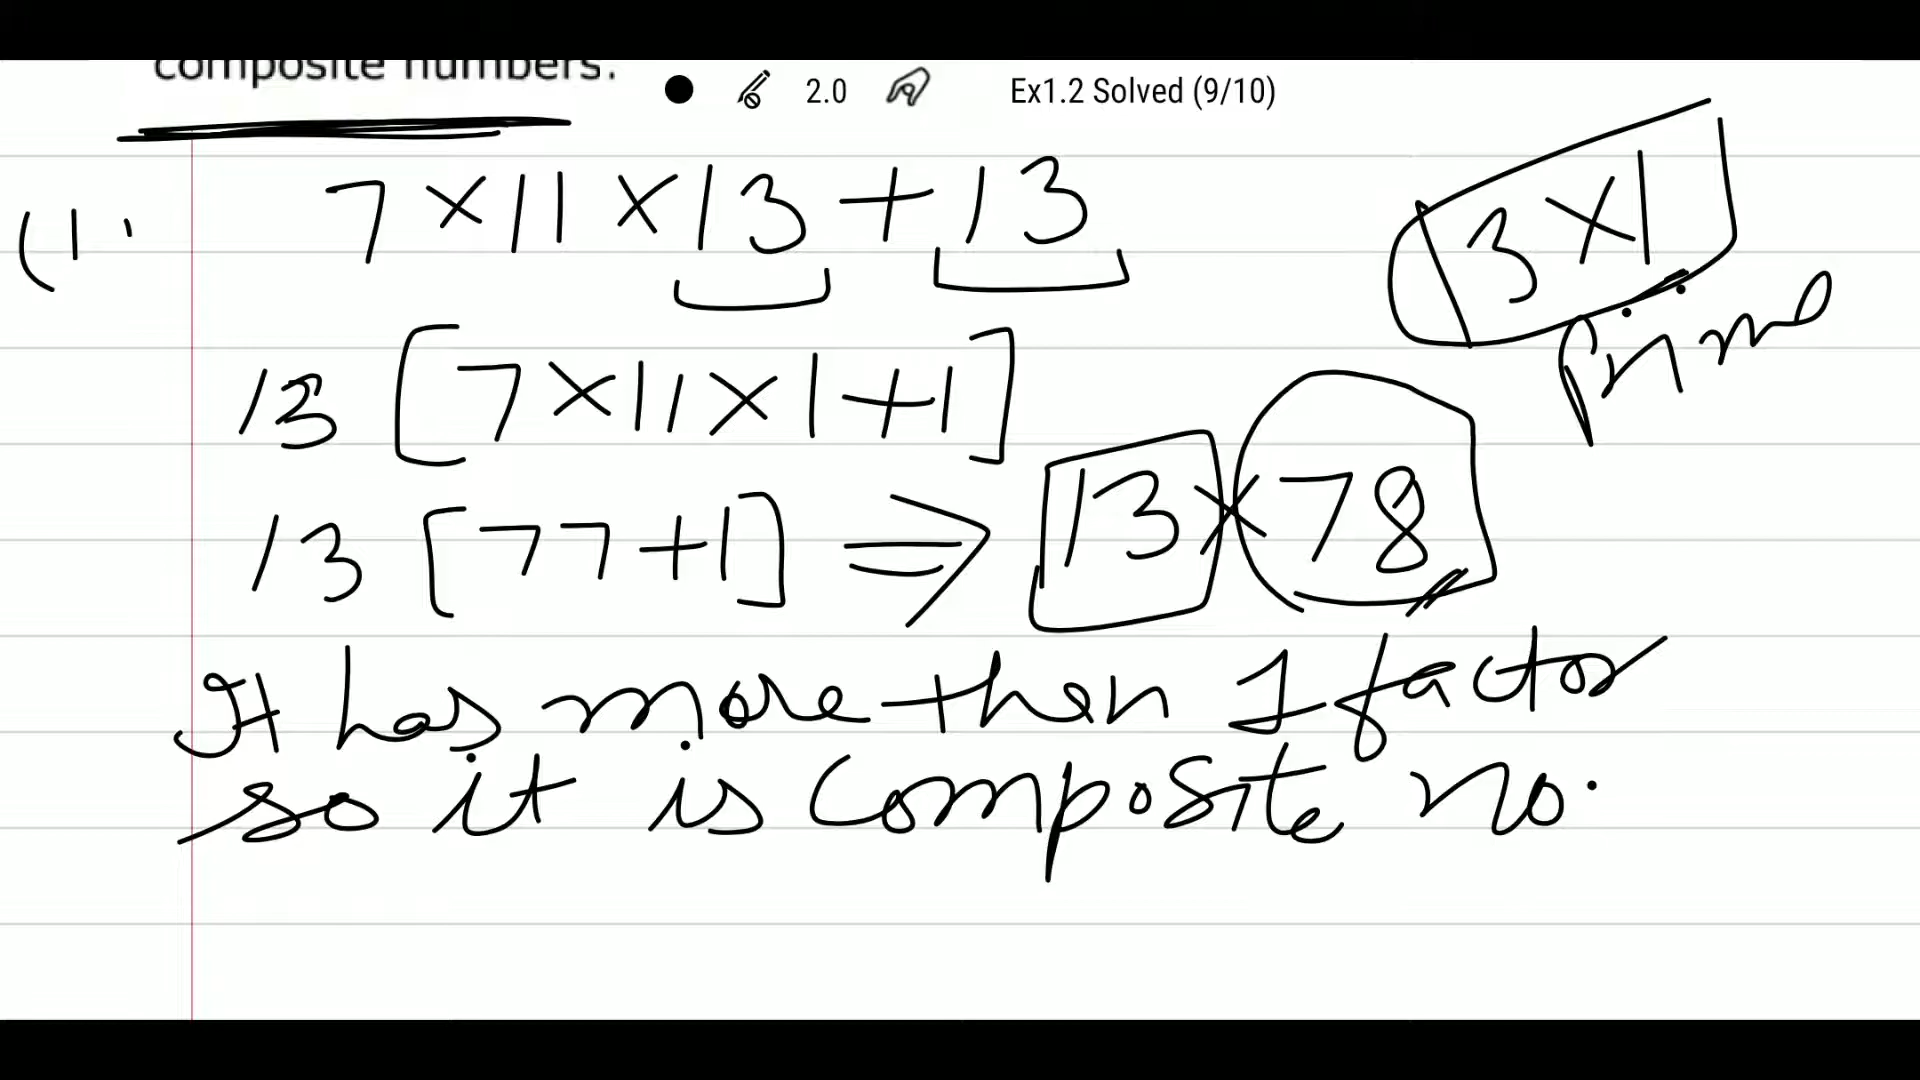 composite numbers.
2.0 Ex1.2 Solved (9/10)
(1. 7×11×13+13
13×1
prime
13 [7×11×1+1]
13 [77+1] ⇒ 13×78
It has more then 1 factor
so it is composite no.